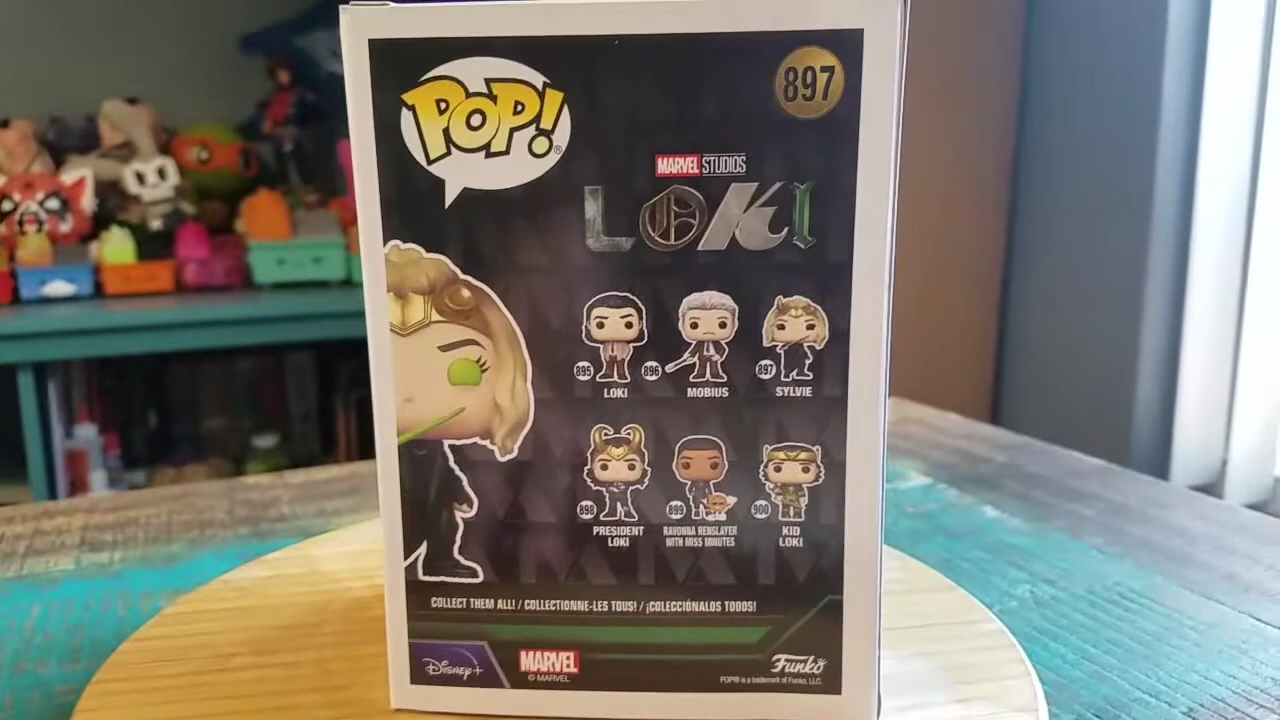 POP!®
897
MARVEL STUDIOS
LOKI
895
896
897
LOKI
MOBIUS
SYLVIE
898
899
900
PRESIDENT
LOKI
RAVONNA RENSLAYER
WITH MISS MINUTES
KID
LOKI
COLLECT THEM ALL! / COLLECTIONNE-LES TOUS! / ¡COLECCIÓNALOS TODOS!
Disney+
MARVEL
© MARVEL
Funko
POP!® is a trademark of Funko, LLC.